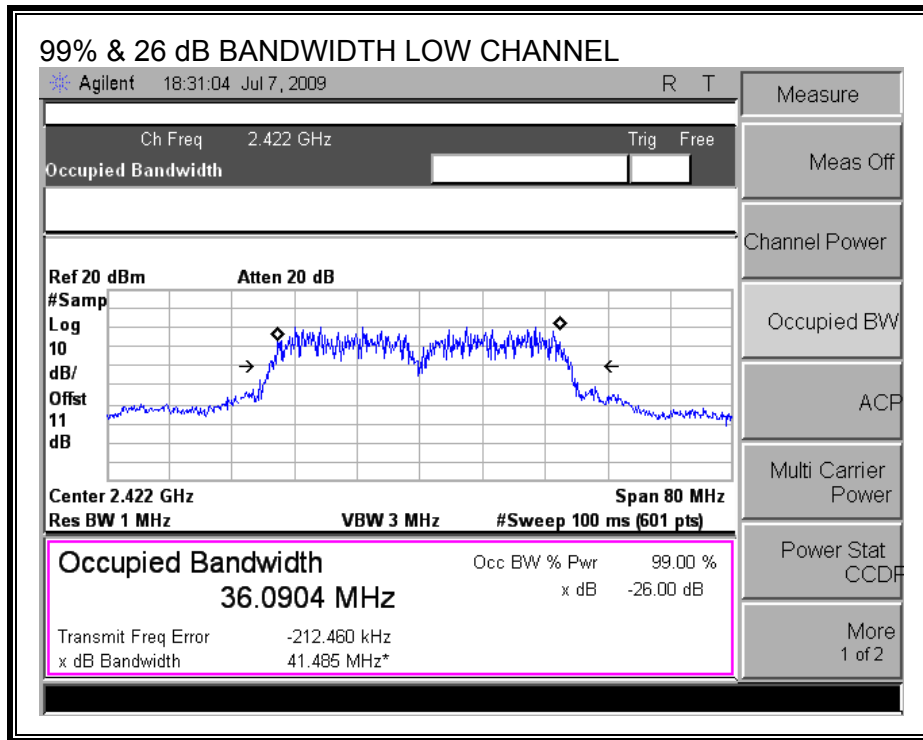 99% & 26 dB BANDWIDTH LOW CHANNEL
Agilent 18:31:04 Jul 7, 2009 R T
Ch Freq 2.422 GHz Trig Free
Occupied Bandwidth
Ref 20 dBm Atten 20 dB
#Samp
Log
10
dB/
Offst
11
dB
Center 2.422 GHz Span 80 MHz
Res BW 1 MHz VBW 3 MHz #Sweep 100 ms (601 pts)
Occupied Bandwidth Occ BW % Pwr 99.00 %
36.0904 MHz x dB -26.00 dB
Transmit Freq Error -212.460 kHz
x dB Bandwidth 41.485 MHz*
Measure
Meas Off
Channel Power
Occupied BW
ACP
Multi Carrier
Power
Power Stat
CCDF
More
1 of 2